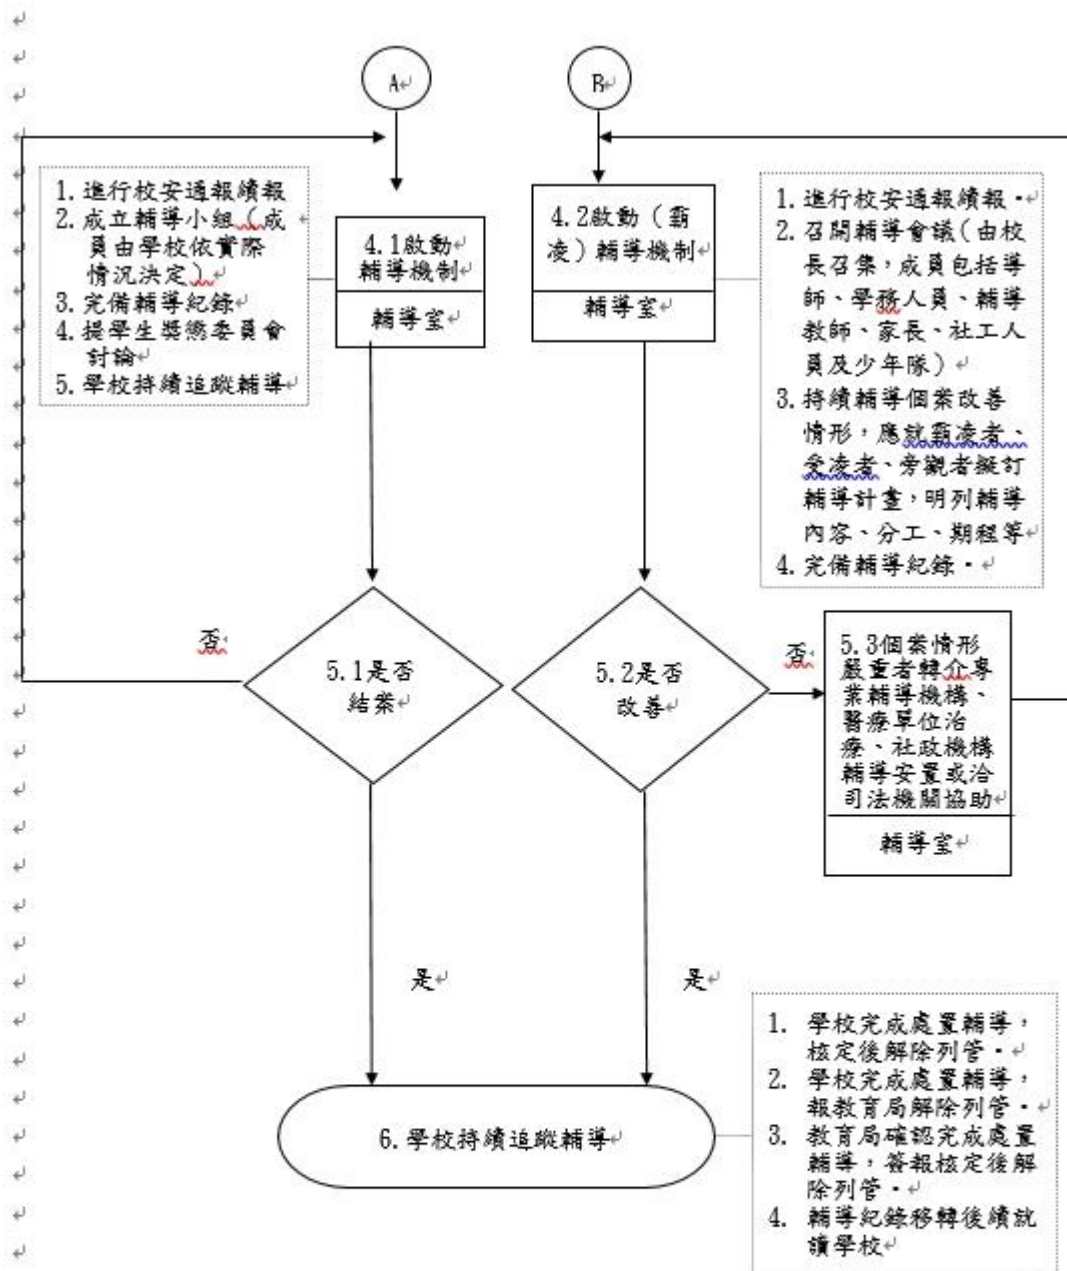 A
B
1.進行校安通報續報
2.成立輔導小組(成
員由學校依實際
情況決定)
3.完備輔導紀錄
4.提學生獎懲委員會
討論
5.學校持續追蹤輔導
4.1啟動
輔導機制
輔導室
4.2啟動(霸
凌)輔導機制
輔導室
1.進行校安通報續報。
2.召開輔導會議(由校
長召集,成員包括導
師、學務人員、輔導
教師、家長、社工人
員及少年隊)
3.持續輔導個案改善
情形,應就霸凌者、
受凌者、旁觀者擬訂
輔導計畫,明列輔導
內容、分工、期程等
4.完備輔導紀錄。
否
5.1是否
結案
5.2是否
改善
否
5.3個案情形
嚴重者轉介專
業輔導機構、
醫療單位治
療、社政機構
輔導安置或洽
司法機關協助
輔導室
是
是
6.學校持續追蹤輔導
1. 學校完成處置輔導,
核定後解除列管。
2. 學校完成處置輔導,
報教育局解除列管。
3. 教育局確認完成處置
輔導,簽報核定後解
除列管。
4. 輔導紀錄移轉後續就
讀學校